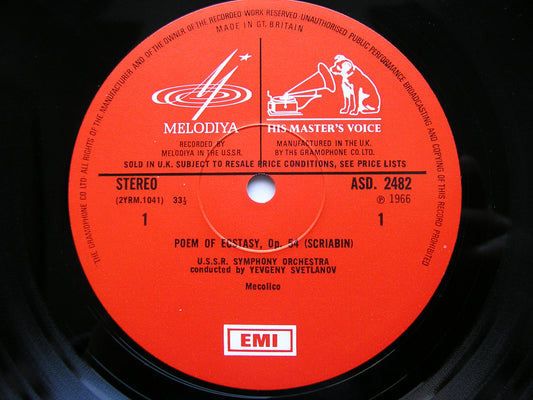 THE GRAMOPHONE CO LTD. ALL RIGHTS OF THE MANUFACTURER AND OF THE OWNER OF THE RECORDED WORK RESERVED · UNAUTHORISED PUBLIC PERFORMANCE BROADCASTING AND COPYING OF THIS RECORD PROHIBITED
MADE IN GT. BRITAIN
MELODIYA
HIS MASTER'S VOICE
RECORDED BY
MELODIYA IN THE U.S.S.R.
MANUFACTURED IN THE U.K.
BY THE GRAMOPHONE CO. LTD.
SOLD IN U.K. SUBJECT TO RESALE PRICE CONDITIONS, SEE PRICE LISTS
STEREO
ASD. 2482
(2YRM.1041) 33⅓
℗ 1966
1
1
POEM OF ECSTASY, Op. 54 (SCRIABIN)
U.S.S.R. SYMPHONY ORCHESTRA
conducted by YEVGENY SVETLANOV
Mecolico
EMI